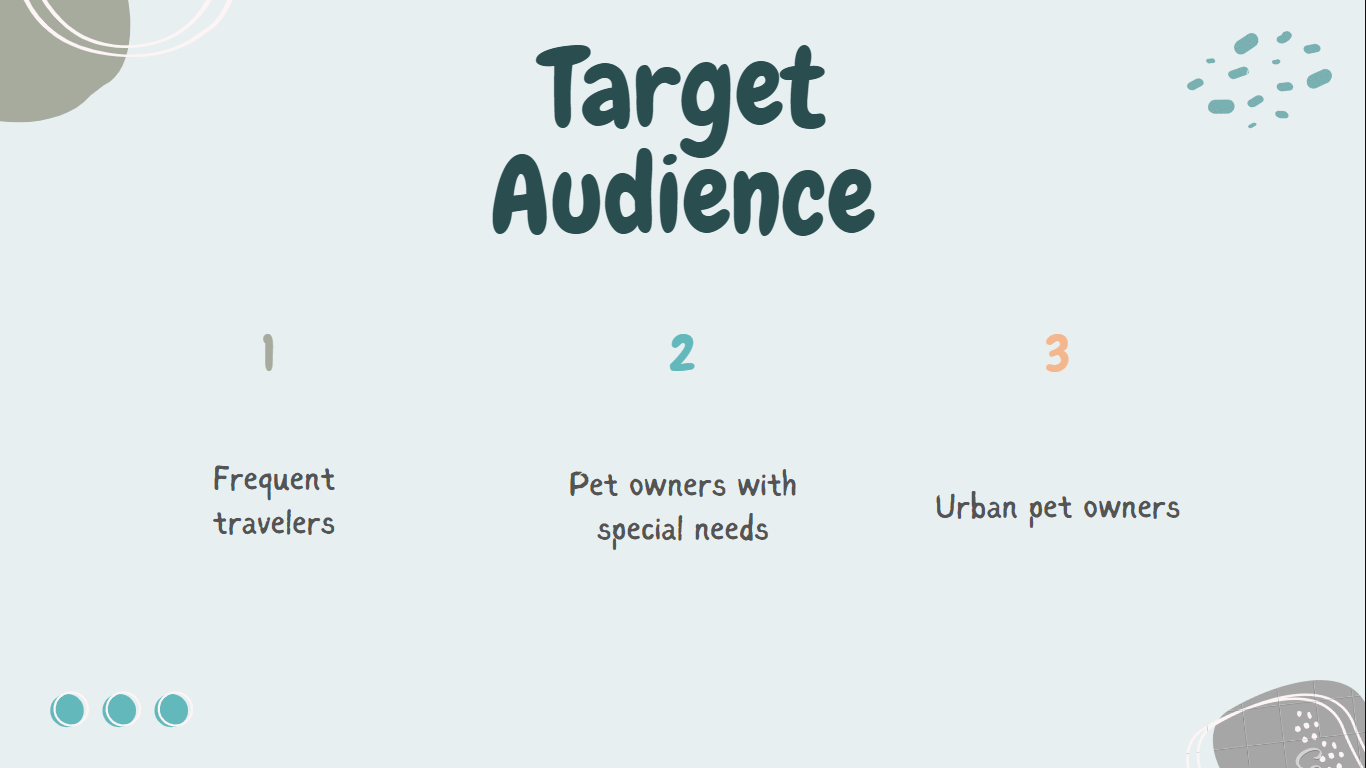 Target
Audience
1
Frequent
travelers
2
Pet owners with
special needs
3
Urban pet owners